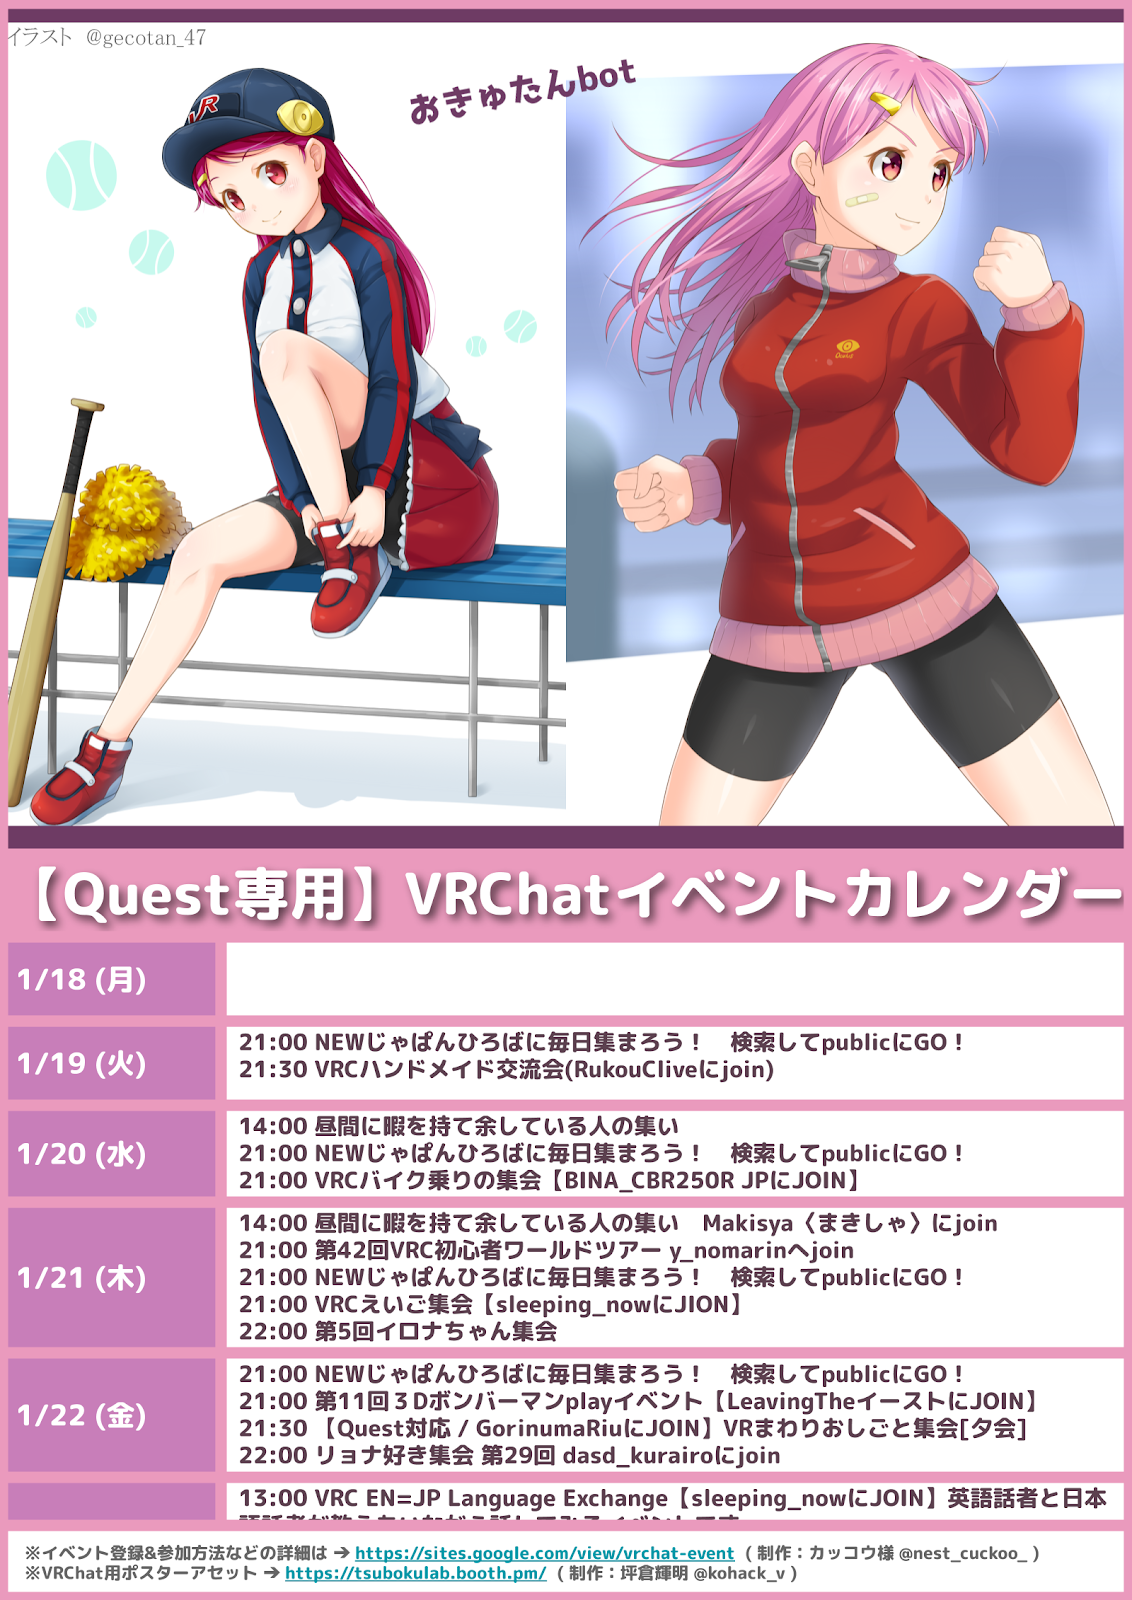 イラスト @gecotan_47
おきゅたんbot
VR
Quest
【Quest専用】VRChatイベントカレンダー
1/18 (月)
1/19 (火)
21:00 NEWじゃぱんひろばに毎日集まろう！　検索してpublicにGO！
21:30 VRCハンドメイド交流会(RukouCliveにjoin)
1/20 (水)
14:00 昼間に暇を持て余している人の集い
21:00 NEWじゃぱんひろばに毎日集まろう！　検索してpublicにGO！
21:00 VRCバイク乗りの集会【BINA_CBR250R JPにJOIN】
1/21 (木)
14:00 昼間に暇を持て余している人の集い　Makisya〈まきしゃ〉にjoin
21:00 第42回VRC初心者ワールドツアー y_nomarinへjoin
21:00 NEWじゃぱんひろばに毎日集まろう！　検索してpublicにGO！
21:00 VRCえいご集会【sleeping_nowにJION】
22:00 第5回イロナちゃん集会
1/22 (金)
21:00 NEWじゃぱんひろばに毎日集まろう！　検索してpublicにGO！
21:00 第11回３Dボンバーマンplayイベント【LeavingTheイーストにJOIN】
21:30 【Quest対応 / GorinumaRiuにJOIN】VRまわりおしごと集会[夕会]
22:00 リョナ好き集会 第29回 dasd_kurairoにjoin
13:00 VRC EN=JP Language Exchange【sleeping_nowにJOIN】英語話者と日本
語話者が教えあいながら話してみるイベントです
※イベント登録&参加方法などの詳細は → https://sites.google.com/view/vrchat-event ( 制作：カッコウ様 @nest_cuckoo_ )
※VRChat用ポスターアセット → https://tsubokulab.booth.pm/ ( 制作：坪倉輝明 @kohack_v )